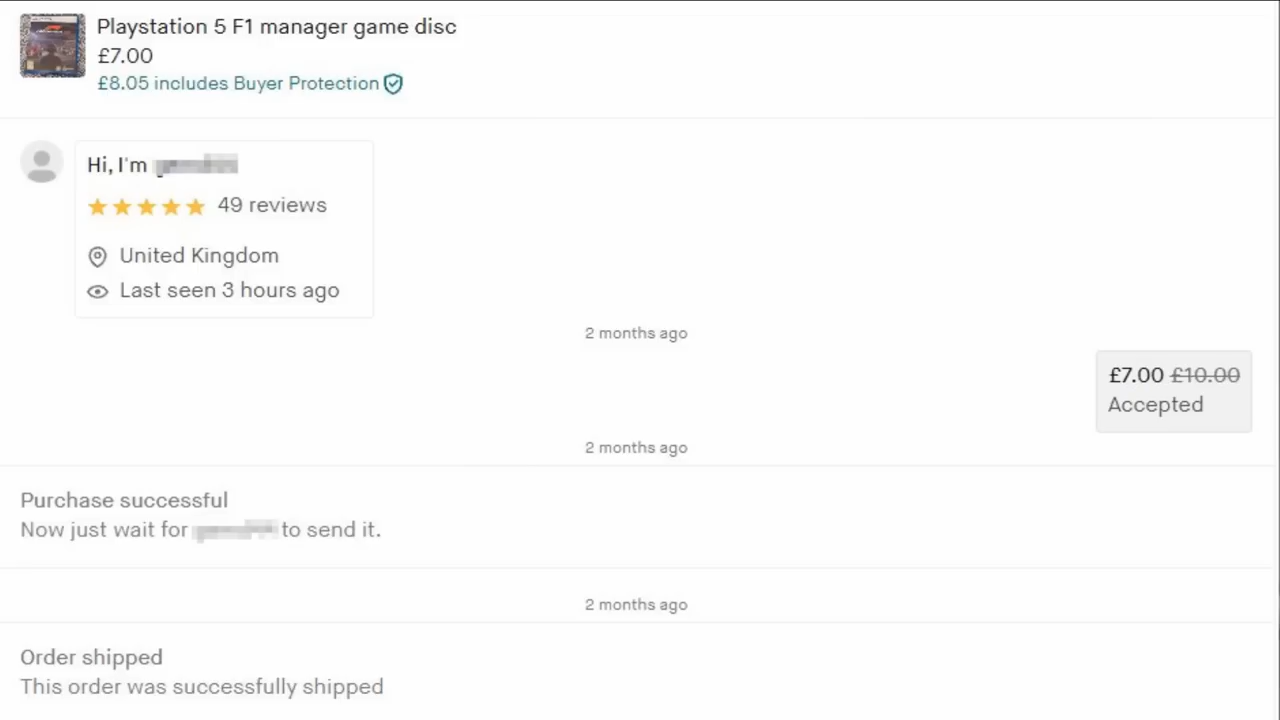 Playstation 5 F1 manager game disc
£7.00
£8.05 includes Buyer Protection
Hi, I'm
49 reviews
United Kingdom
Last seen 3 hours ago
2 months ago
£7.00 £10.00
Accepted
2 months ago
Purchase successful
Now just wait for to send it.
2 months ago
Order shipped
This order was successfully shipped